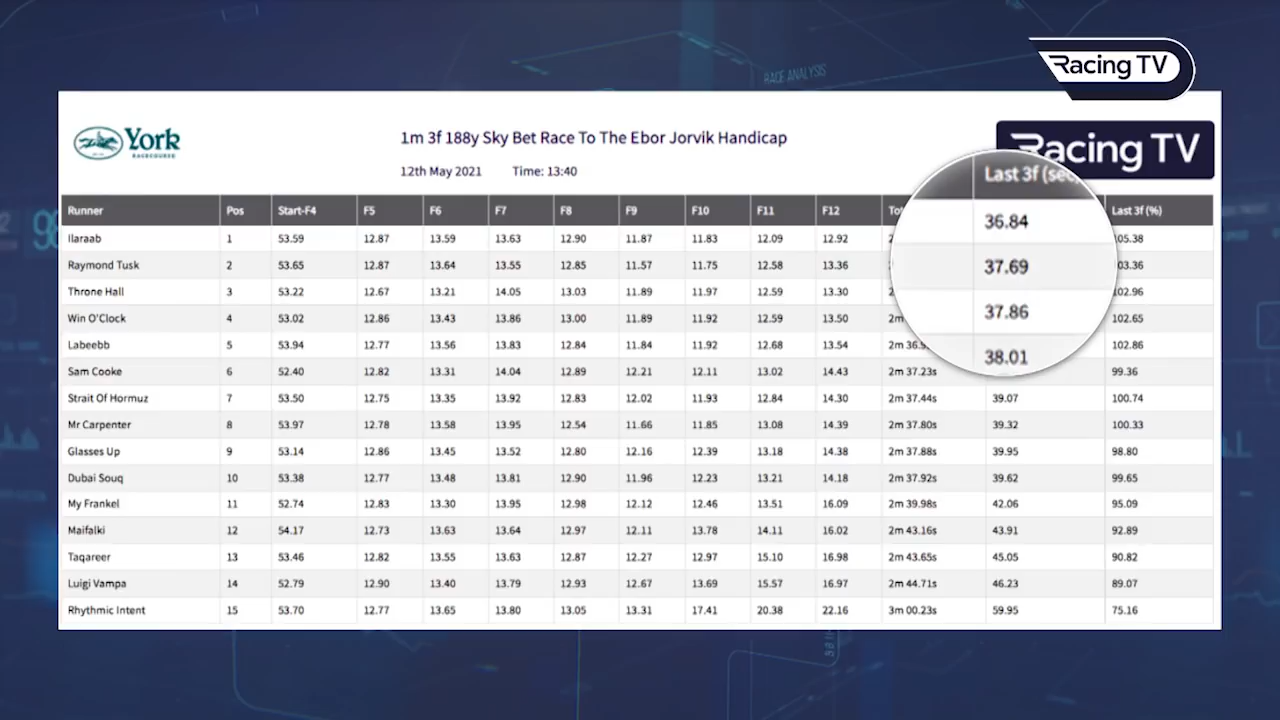 RACE ANALYSIS
Racing TV
York
RACECOURSE
1m 3f 188y Sky Bet Race To The Ebor Jorvik Handicap
12th May 2021 Time: 13:40
Racing TV
Last 3f (sec)
Runner Pos Start-F4 F5 F6 F7 F8 F9 F10 F11 F12 Last 3f (%)
Ilaraab 1 53.59 12.87 13.59 13.63 12.90 11.87 11.83 12.09 12.92 36.84 05.38
Raymond Tusk 2 53.65 12.87 13.64 13.55 12.85 11.57 11.75 12.58 13.36 37.69 03.36
Throne Hall 3 53.22 12.67 13.21 14.05 13.03 11.89 11.97 12.59 13.30 37.86 102.96
Win O'Clock 4 53.02 12.86 13.43 13.86 13.00 11.89 11.92 12.59 13.50 2m 38.01 102.65
Labeebb 5 53.94 12.77 13.56 13.83 12.84 11.84 11.92 12.68 13.54 2m 36.9 102.86
Sam Cooke 6 52.40 12.82 13.31 14.04 12.89 12.21 12.11 13.02 14.43 2m 37.23s 99.36
Strait Of Hormuz 7 53.50 12.75 13.35 13.92 12.83 12.02 11.93 12.84 14.30 2m 37.44s 39.07 100.74
Mr Carpenter 8 53.97 12.78 13.58 13.95 12.54 11.66 11.85 13.08 14.39 2m 37.80s 39.32 100.33
Glasses Up 9 53.14 12.86 13.45 13.52 12.80 12.16 12.39 13.18 14.38 2m 37.88s 39.95 98.80
Dubai Souq 10 53.38 12.77 13.48 13.81 12.90 11.96 12.23 13.21 14.18 2m 37.92s 39.62 99.65
My Frankel 11 52.74 12.83 13.30 13.95 12.98 12.12 12.46 13.51 16.09 2m 39.98s 42.06 95.09
Maifalki 12 54.17 12.73 13.63 13.64 12.97 12.11 13.78 14.11 16.02 2m 43.16s 43.91 92.89
Taqareer 13 53.46 12.82 13.55 13.63 12.87 12.27 12.97 15.10 16.98 2m 43.65s 45.05 90.82
Luigi Vampa 14 52.79 12.90 13.40 13.79 12.93 12.67 13.69 15.57 16.97 2m 44.71s 46.23 89.07
Rhythmic Intent 15 53.70 12.77 13.65 13.80 13.05 13.31 17.41 20.38 22.16 3m 00.23s 59.95 75.16